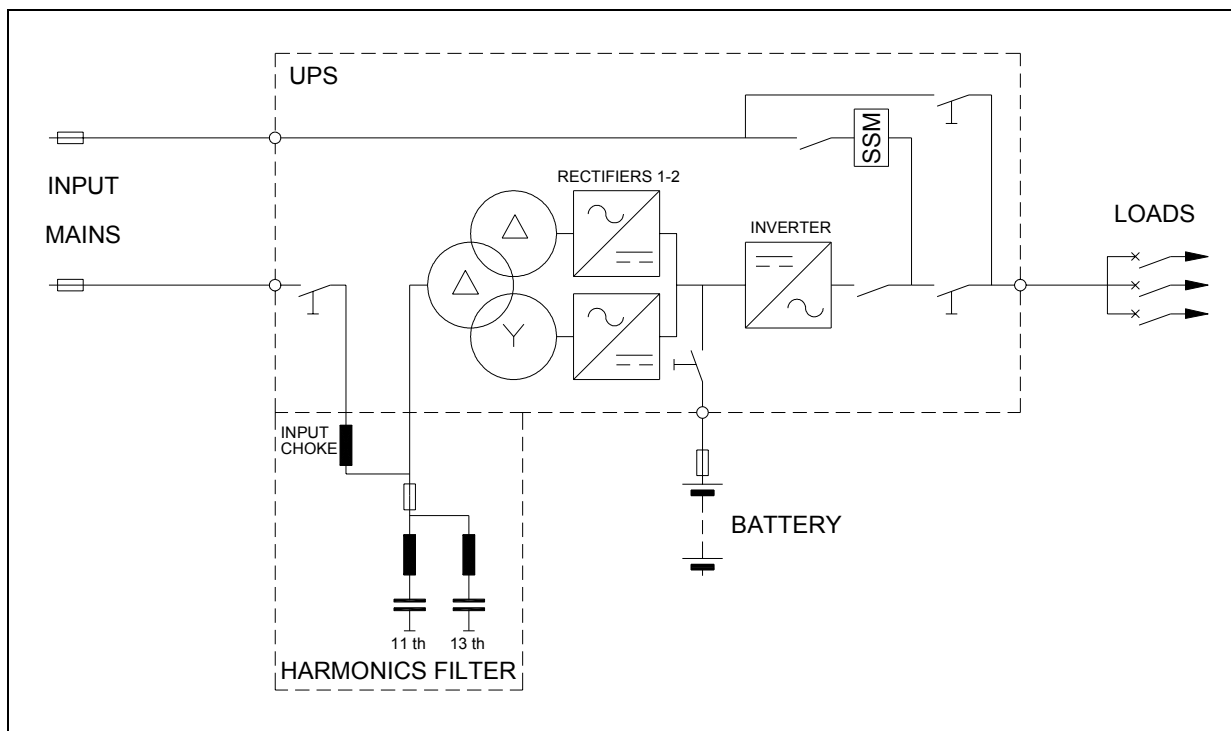 UPS
SSM
INPUT
MAINS
RECTIFIERS 1-2
INVERTER
LOADS
Δ
Δ
Y
INPUT
CHOKE
BATTERY
11 th
13 th
HARMONICS FILTER